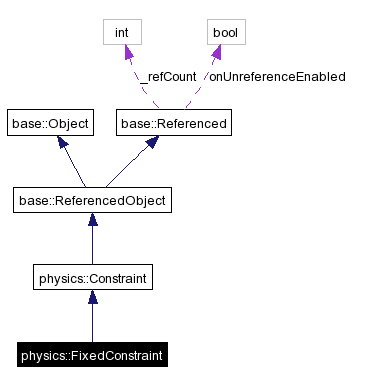 int
bool
_refCount
onUnreferenceEnabled
base::Object
base::Referenced
base::ReferencedObject
physics::Constraint
physics::FixedConstraint